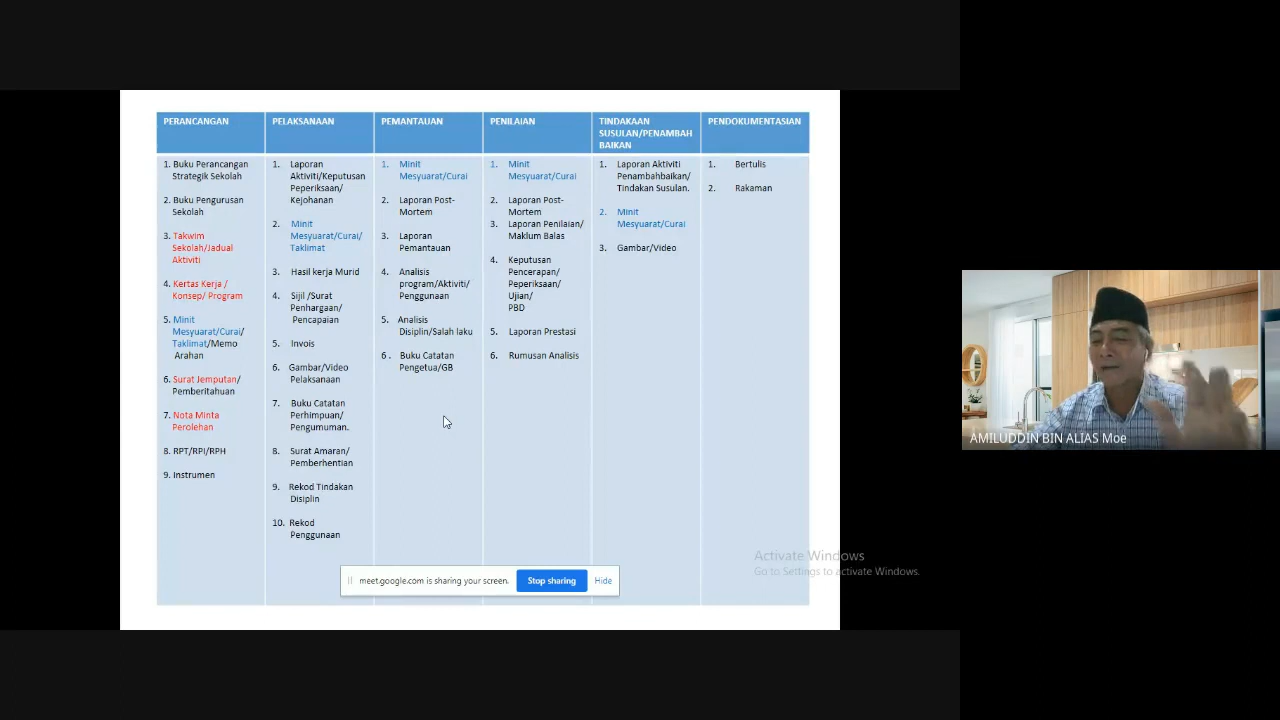 PERANCANGAN
1. Buku Perancangan
Strategik Sekolah
2. Buku Pengurusan
Sekolah
3. Takwim
Sekolah/Jadual
Aktiviti
4. Kertas Kerja /
Konsep/ Program
5. Minit
Mesyuarat/Curai/
Taklimat/Memo
Arahan
6. Surat Jemputan/
Pemberitahuan
7. Nota Minta
Perolehan
8. RPT/RPI/RPH
9. Instrumen
PELAKSANAAN
1. Laporan
Aktiviti/Keputusan
Peperiksaan/
Kejohanan
2. Minit
Mesyuarat/Curai/
Taklimat
3. Hasil kerja Murid
4. Sijil /Surat
Penhargaan/
Pencapaian
5. Invois
6. Gambar/Video
Pelaksanaan
7. Buku Catatan
Perhimpuan/
Pengumuman.
8. Surat Amaran/
Pemberhentian
9. Rekod Tindakan
Disiplin
10. Rekod
Penggunaan
PEMANTAUAN
1. Minit
Mesyuarat/Curai
2. Laporan Post-
Mortem
3. Laporan
Pemantauan
4. Analisis
program/Aktiviti/
Penggunaan
5. Analisis
Disiplin/Salah laku
6 . Buku Catatan
Pengetua/GB
PENILAIAN
1. Minit
Mesyuarat/Curai
2. Laporan Post-
Mortem
3. Laporan Penilaian/
Maklum Balas
4. Keputusan
Pencerapan/
Peperiksaan/
Ujian/
PBD
5. Laporan Prestasi
6. Rumusan Analisis
TINDAKAAN
SUSULAN/PENAMBAH
BAIKAN
1. Laporan Aktiviti
Penambahbaikan/
Tindakan Susulan.
2. Minit
Mesyuarat/Curai
3. Gambar/Video
PENDOKUMENTASIAN
1. Bertulis
2. Rakaman
meet.google.com is sharing your screen. Stop sharing Hide
Activate Windows
Go to Settings to activate Windows.
AMILUDDIN BIN ALIAS Moe